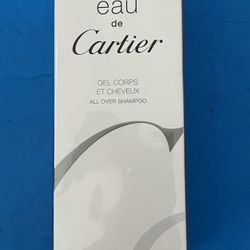 eau
de
Cartier
GEL CORPS
ET CHEVEUX
ALL OVER SHAMPOO